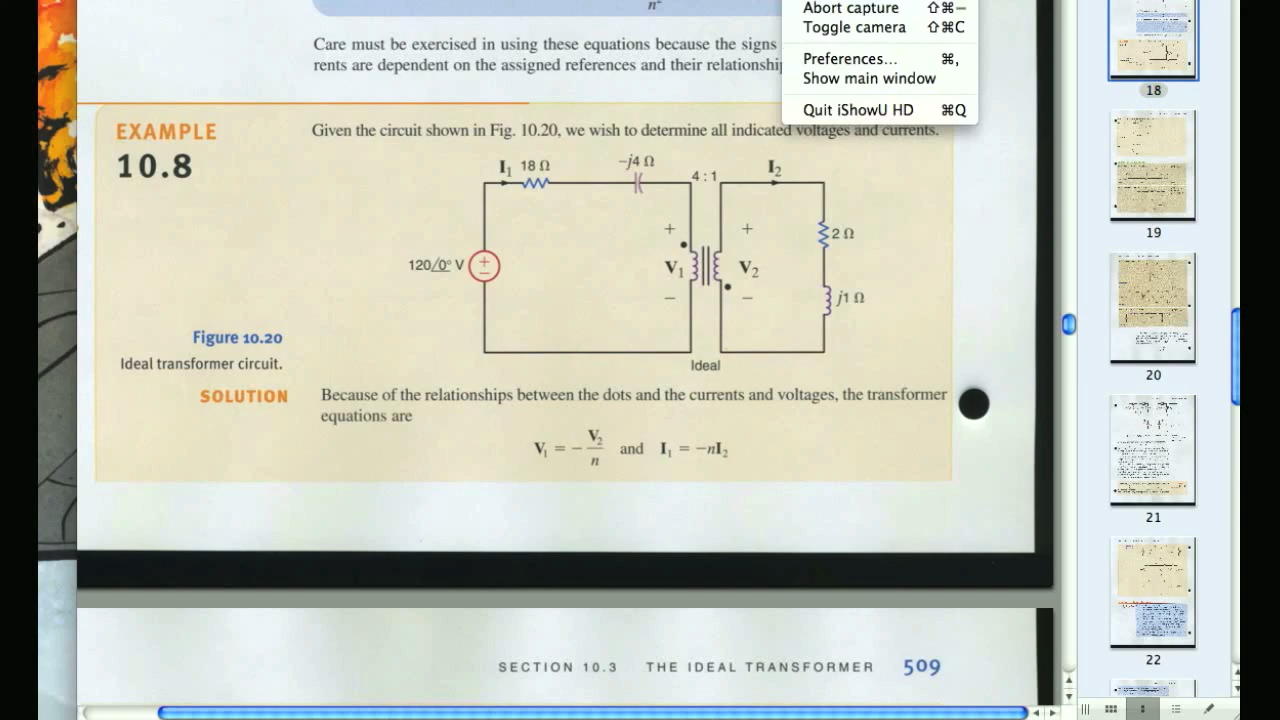 n²
Care must be exercised in using these equations because the signs
rents are dependent on the assigned references and their relationship
Abort capture ⇧⌘–
Toggle camera ⇧⌘C
Preferences... ⌘,
Show main window
Quit iShowU HD ⌘Q
EXAMPLE
10.8
Given the circuit shown in Fig. 10.20, we wish to determine all indicated voltages and currents.
I₁ 18 Ω −j4 Ω 4 : 1 I₂
+ + 2 Ω
120/0° V + − V₁ V₂
− − j1 Ω
Ideal
Figure 10.20
Ideal transformer circuit.
SOLUTION
Because of the relationships between the dots and the currents and voltages, the transformer
equations are
V₁ = − V₂/n and I₁ = −nI₂
SECTION 10.3 THE IDEAL TRANSFORMER 509
18
19
20
21
22